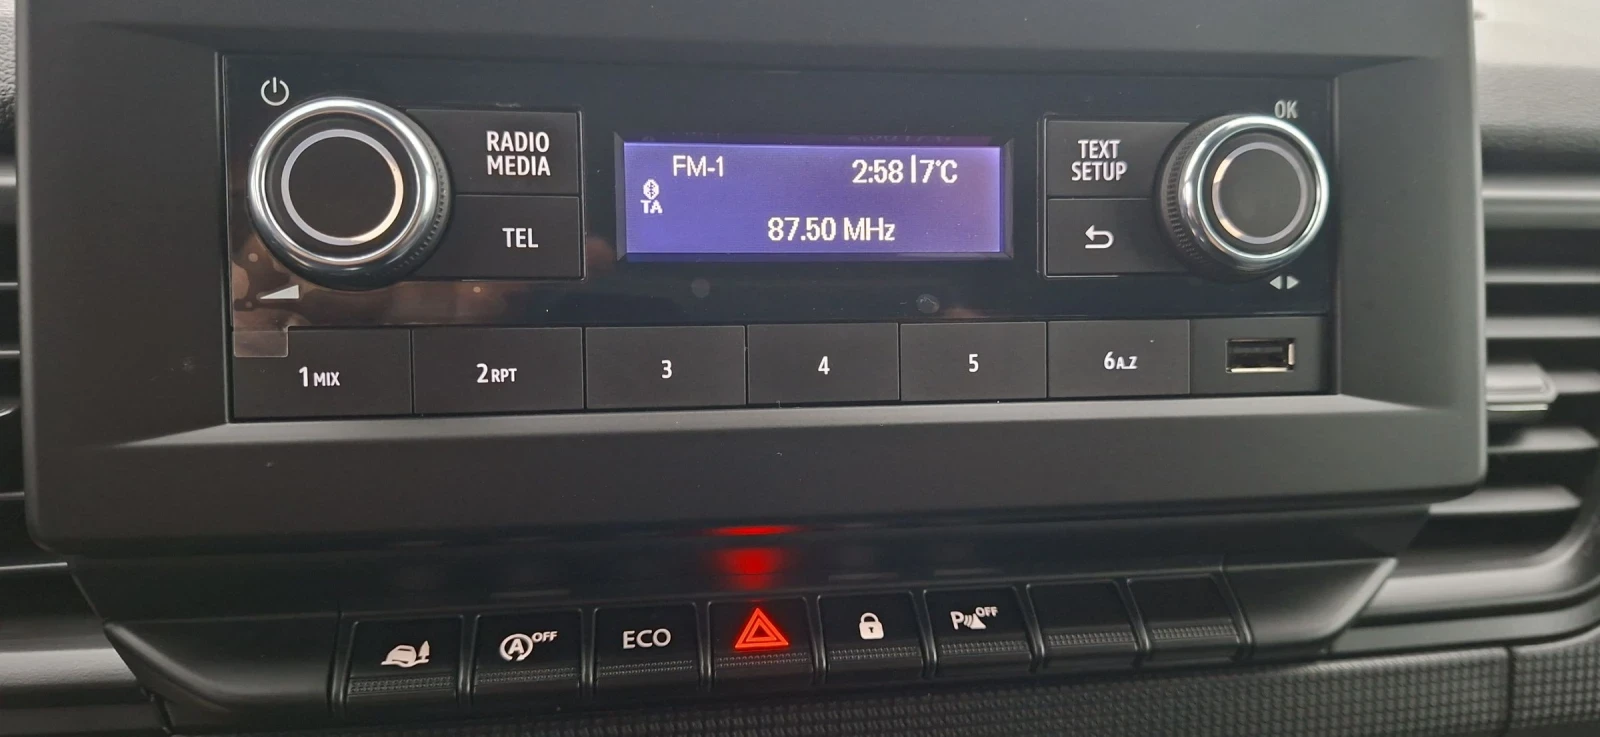 RADIO
MEDIA
TEL
FM-1 2:58 7°C
TA
87.50 MHz
TEXT
SETUP
OK
1 MIX
2 RPT
3
4
5
6 A..Z
A OFF
ECO
P OFF